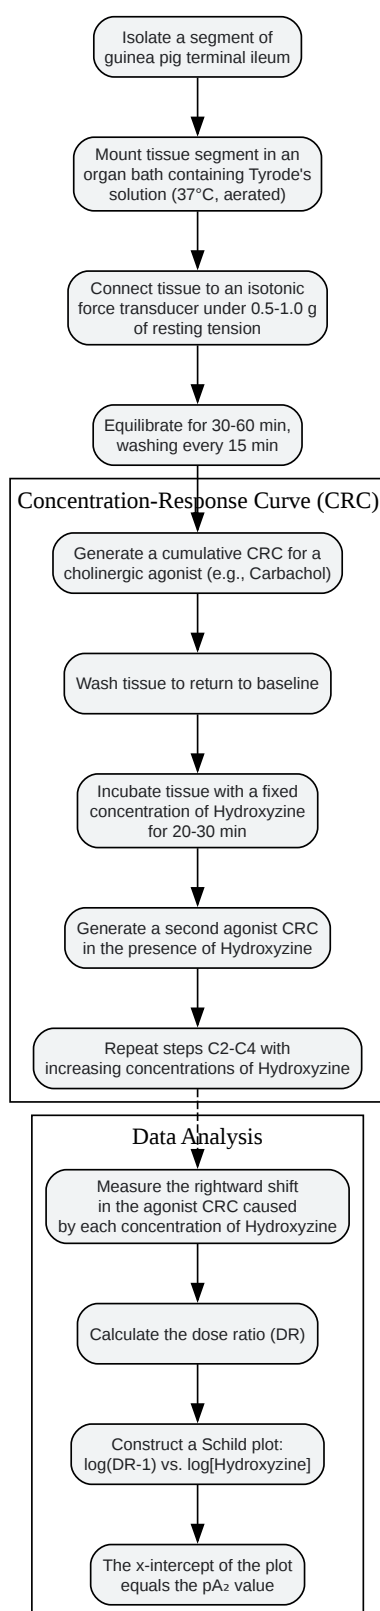 Isolate a segment of
guinea pig terminal ileum
Mount tissue segment in an
organ bath containing Tyrode's
solution (37°C, aerated)
Connect tissue to an isotonic
force transducer under 0.5-1.0 g
of resting tension
Equilibrate for 30-60 min,
washing every 15 min
Concentration-Response Curve (CRC)
Generate a cumulative CRC for a
cholinergic agonist (e.g., Carbachol)
Wash tissue to return to baseline
Incubate tissue with a fixed
concentration of Hydroxyzine
for 20-30 min
Generate a second agonist CRC
in the presence of Hydroxyzine
Repeat steps C2-C4 with
increasing concentrations of Hydroxyzine
Data Analysis
Measure the rightward shift
in the agonist CRC caused
by each concentration of Hydroxyzine
Calculate the dose ratio (DR)
Construct a Schild plot:
log(DR-1) vs. log[Hydroxyzine]
The x-intercept of the plot
equals the pA₂ value